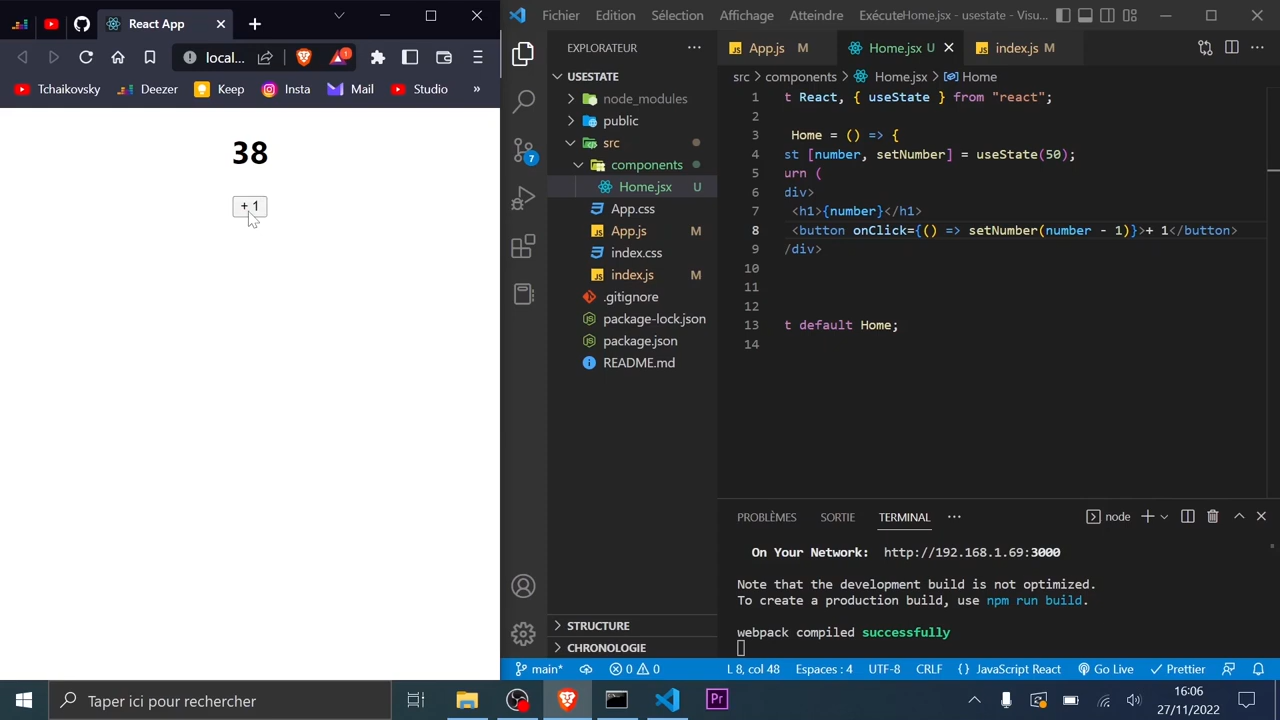 React App
local...
1
Tchaikovsky
Deezer
Keep
Insta
Mail
Studio
»
38
+ 1
Fichier
Edition
Sélection
Affichage
Atteindre
ExécuteHome.jsx - usestate - Visu...
EXPLORATEUR
USESTATE
node_modules
public
src
components
Home.jsx U
App.css
App.js M
index.css
index.js M
.gitignore
package-lock.json
package.json
README.md
STRUCTURE
CHRONOLOGIE
7
App.js M
Home.jsx U
index.js M
src > components > Home.jsx > Home
1 t React, { useState } from "react";
2
3 Home = () => {
4 st [number, setNumber] = useState(50);
5 urn (
6 div>
7 <h1>{number}</h1>
8 <button onClick={() => setNumber(number - 1)}>+ 1</button>
9 /div>
10
11
12
13 t default Home;
14
PROBLÈMES
SORTIE
TERMINAL
node
On Your Network: http://192.168.1.69:3000
Note that the development build is not optimized.
To create a production build, use npm run build.
webpack compiled successfully
main*
0 0
L 8, col 48
Espaces : 4
UTF-8
CRLF
{} JavaScript React
Go Live
Prettier
Taper ici pour rechercher
Pr
16:06
27/11/2022